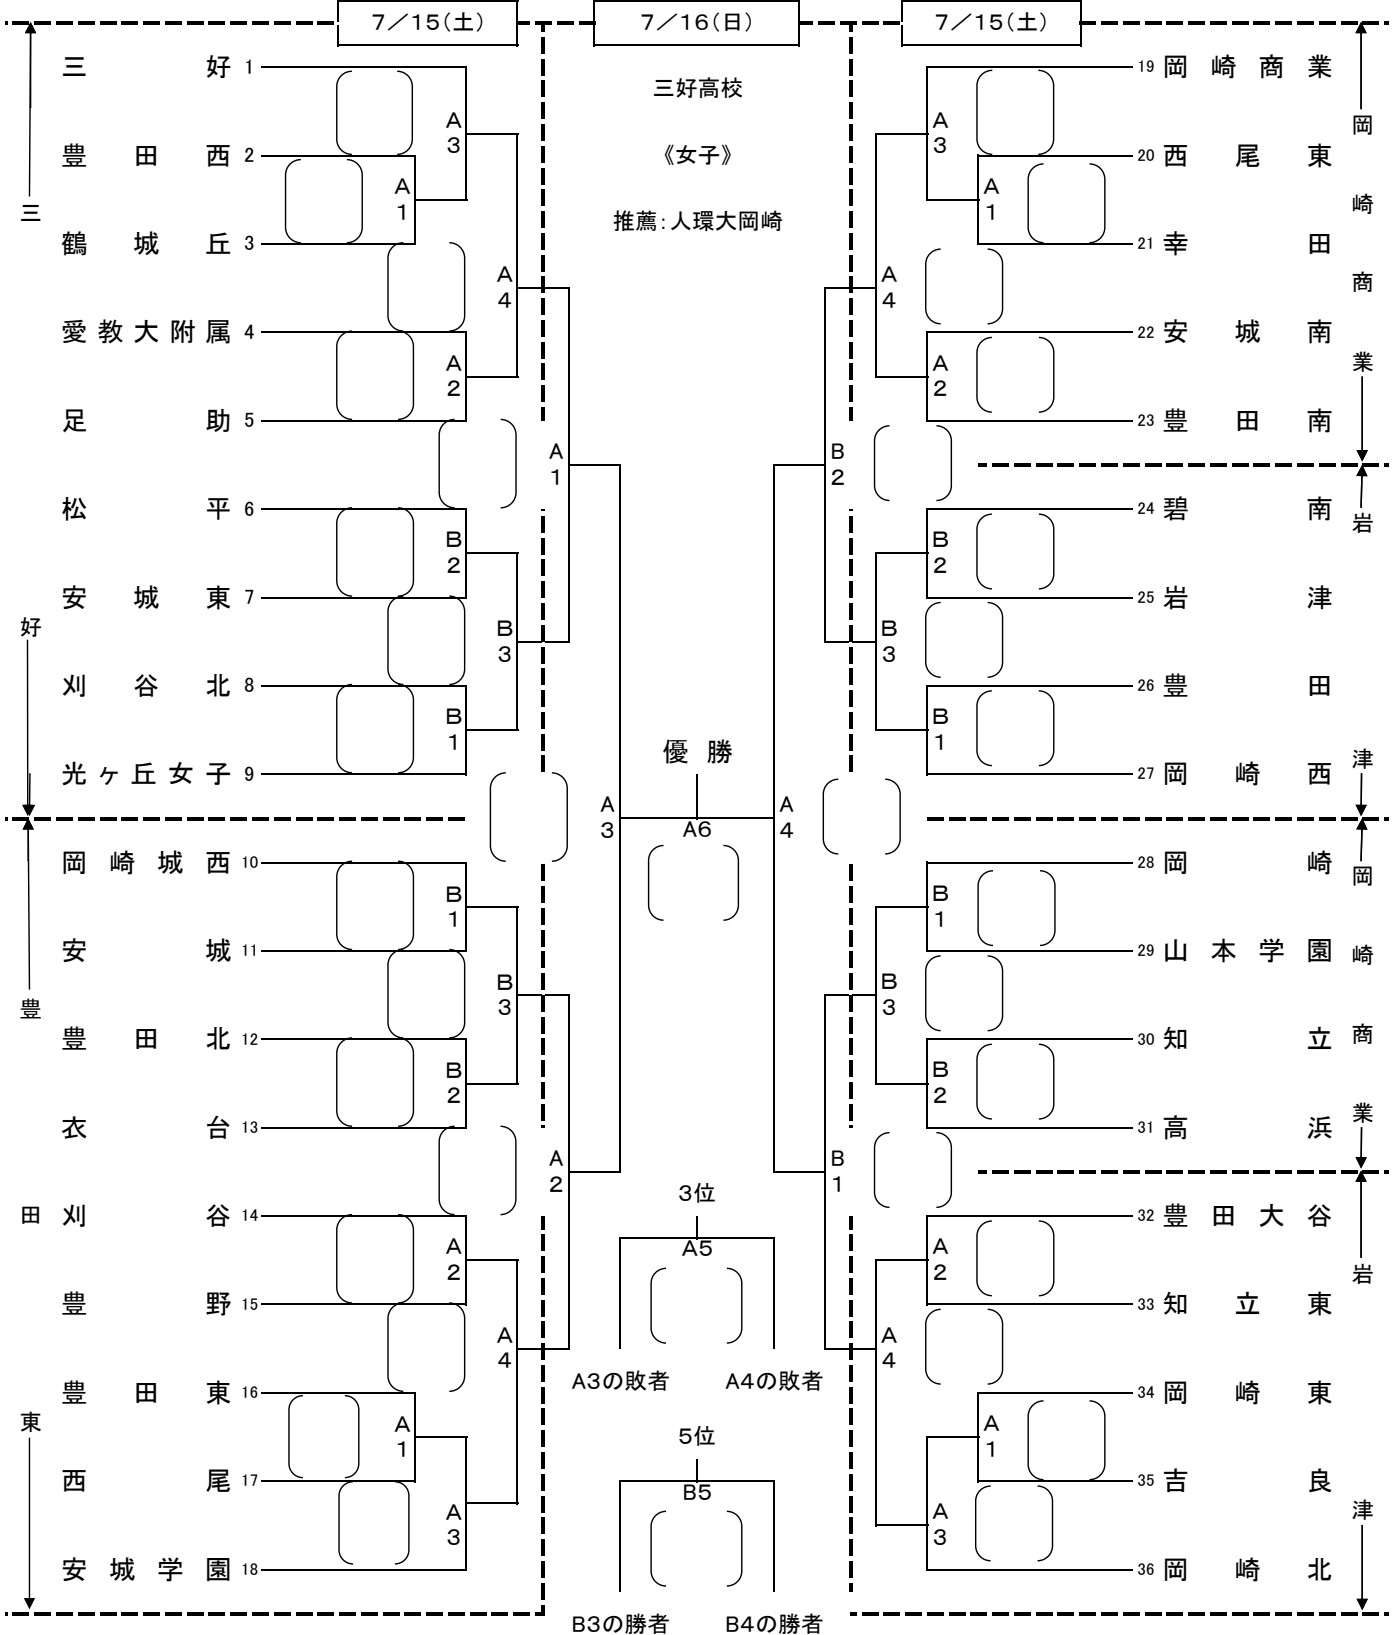 7／15(土)
7／16(日)
7／15(土)
三好高校
《女子》
推薦：人環大岡崎
三好
豊田東
三好 1
豊田西 2
鶴城丘 3
愛教大附属 4
足助 5
松平 6
安城東 7
刈谷北 8
光ヶ丘女子 9
岡崎城西 10
安城 11
豊田北 12
衣台 13
刈谷 14
豊野 15
豊田東 16
西尾 17
安城学園 18
A3
A1
A4
A2
A1
B2
B3
B1
A3
B1
B3
B2
A2
A2
A4
A1
A3
優勝
A6
3位
A5
A3の敗者 A4の敗者
5位
B5
B3の勝者 B4の勝者
A3
A1
A4
A2
B2
B2
B3
B1
A4
B1
B3
B2
B1
A2
A4
A1
A3
19 岡崎商業
20 西尾東
21 幸田
22 安城南
23 豊田南
24 碧南
25 岩津
26 豊田
27 岡崎西
28 岡崎
29 山本学園
30 知立
31 高浜
32 豊田大谷
33 知立東
34 岡崎東
35 吉良
36 岡崎北
岡崎商業
岩津
岡崎商業
岩津